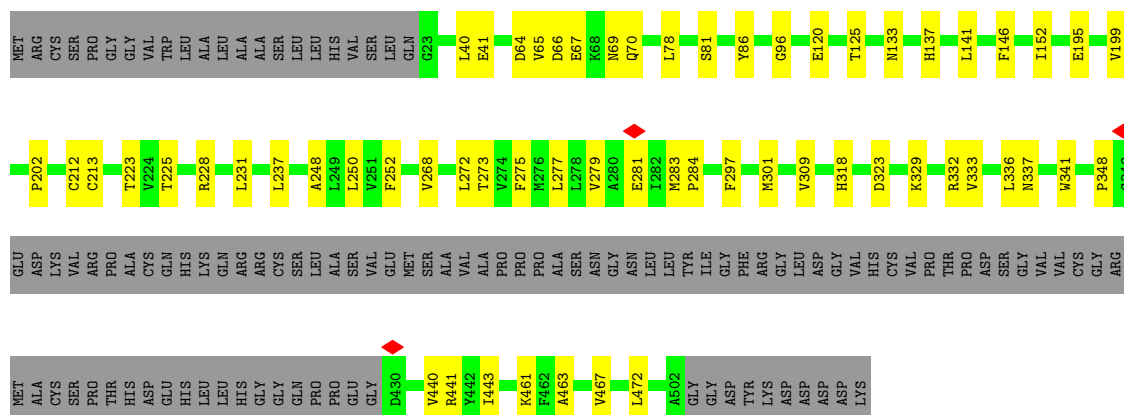 MET ARG CYS SER PRO GLY GLY VAL TRP LEU ALA LEU ALA ALA SER LEU LEU HIS VAL SER LEU GLN G23 L40 E41 D64 V65 D66 E67 K68 N69 Q70 L78 S81 Y86 G96 E120 T125 N133 H137 L141 F146 I152 E195 V199
P202 C212 C213 T223 V224 T225 R228 L231 L237 A248 L249 L250 V251 F252 V268 L272 T273 V274 F275 M276 L277 L278 V279 A280 E281 I282 M283 P284 F297 M301 V309 H318 D323 K329 R332 V333 L336 N337 W341 P348
GLU ASP LYS VAL ARG PRO ALA CYS GLN HIS LYS GLN ARG ARG CYS SER LEU ALA SER VAL GLU MET SER ALA VAL ALA PRO PRO PRO ALA SER ASN GLY ASN LEU LEU TYR ILE GLY PHE ARG GLY LEU ASP GLY VAL HIS CYS VAL PRO THR PRO ASP SER GLY VAL VAL CYS GLY ARG
MET ALA CYS SER PRO THR HIS ASP GLU HIS LEU LEU HIS GLY GLY GLN PRO PRO GLU GLY D430 V440 R441 Y442 I443 K461 F462 A463 V467 L472 A502 GLY GLY ASP TYR LYS ASP ASP ASP ASP LYS